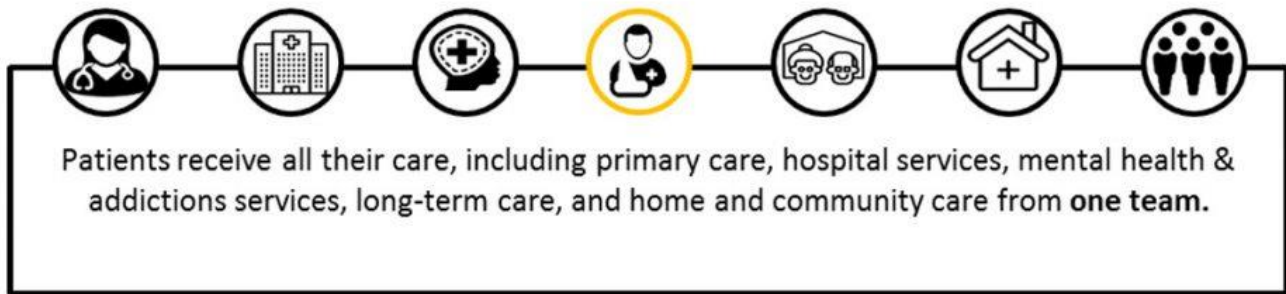 Patients receive all their care, including primary care, hospital services, mental health &
addictions services, long-term care, and home and community care from one team.